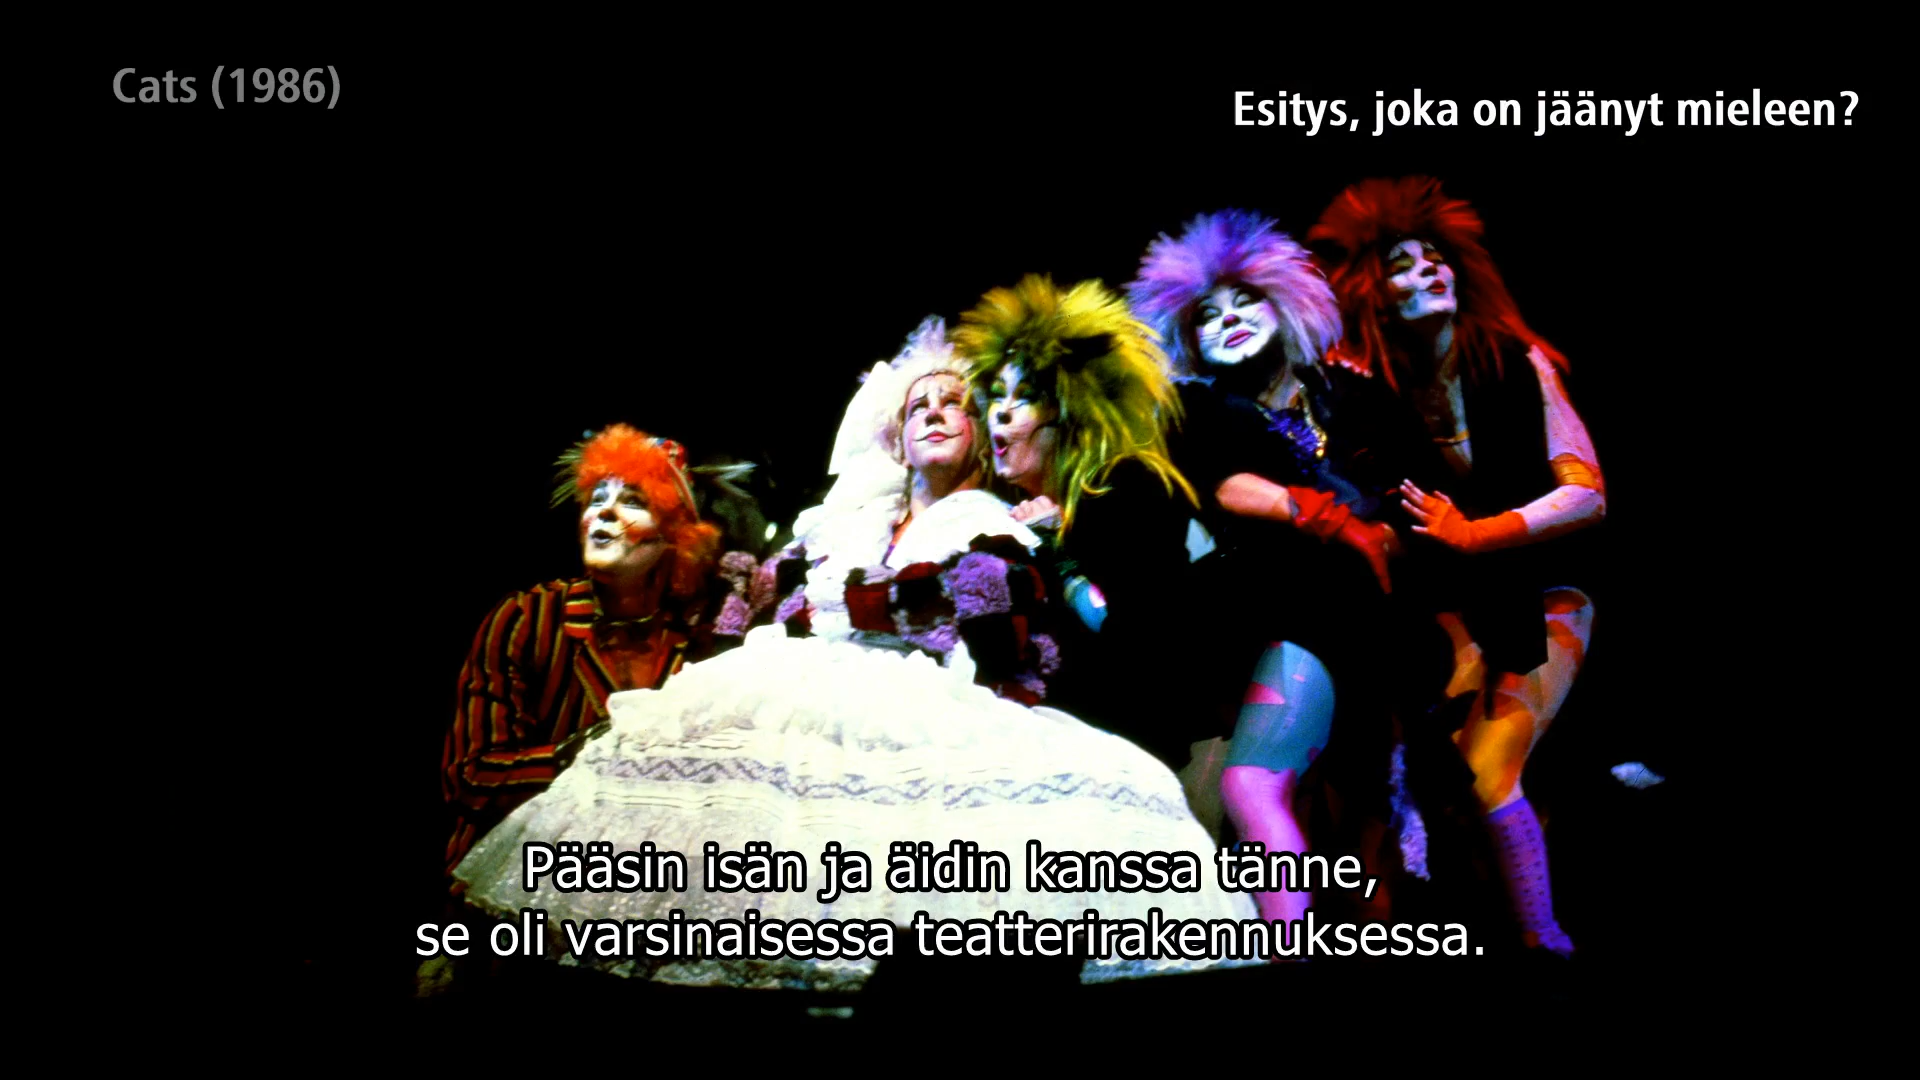 Cats (1986)
Esitys, joka on jäänyt mieleen?
Pääsin isän ja äidin kanssa tänne,
se oli varsinaisessa teatterirakennuksessa.